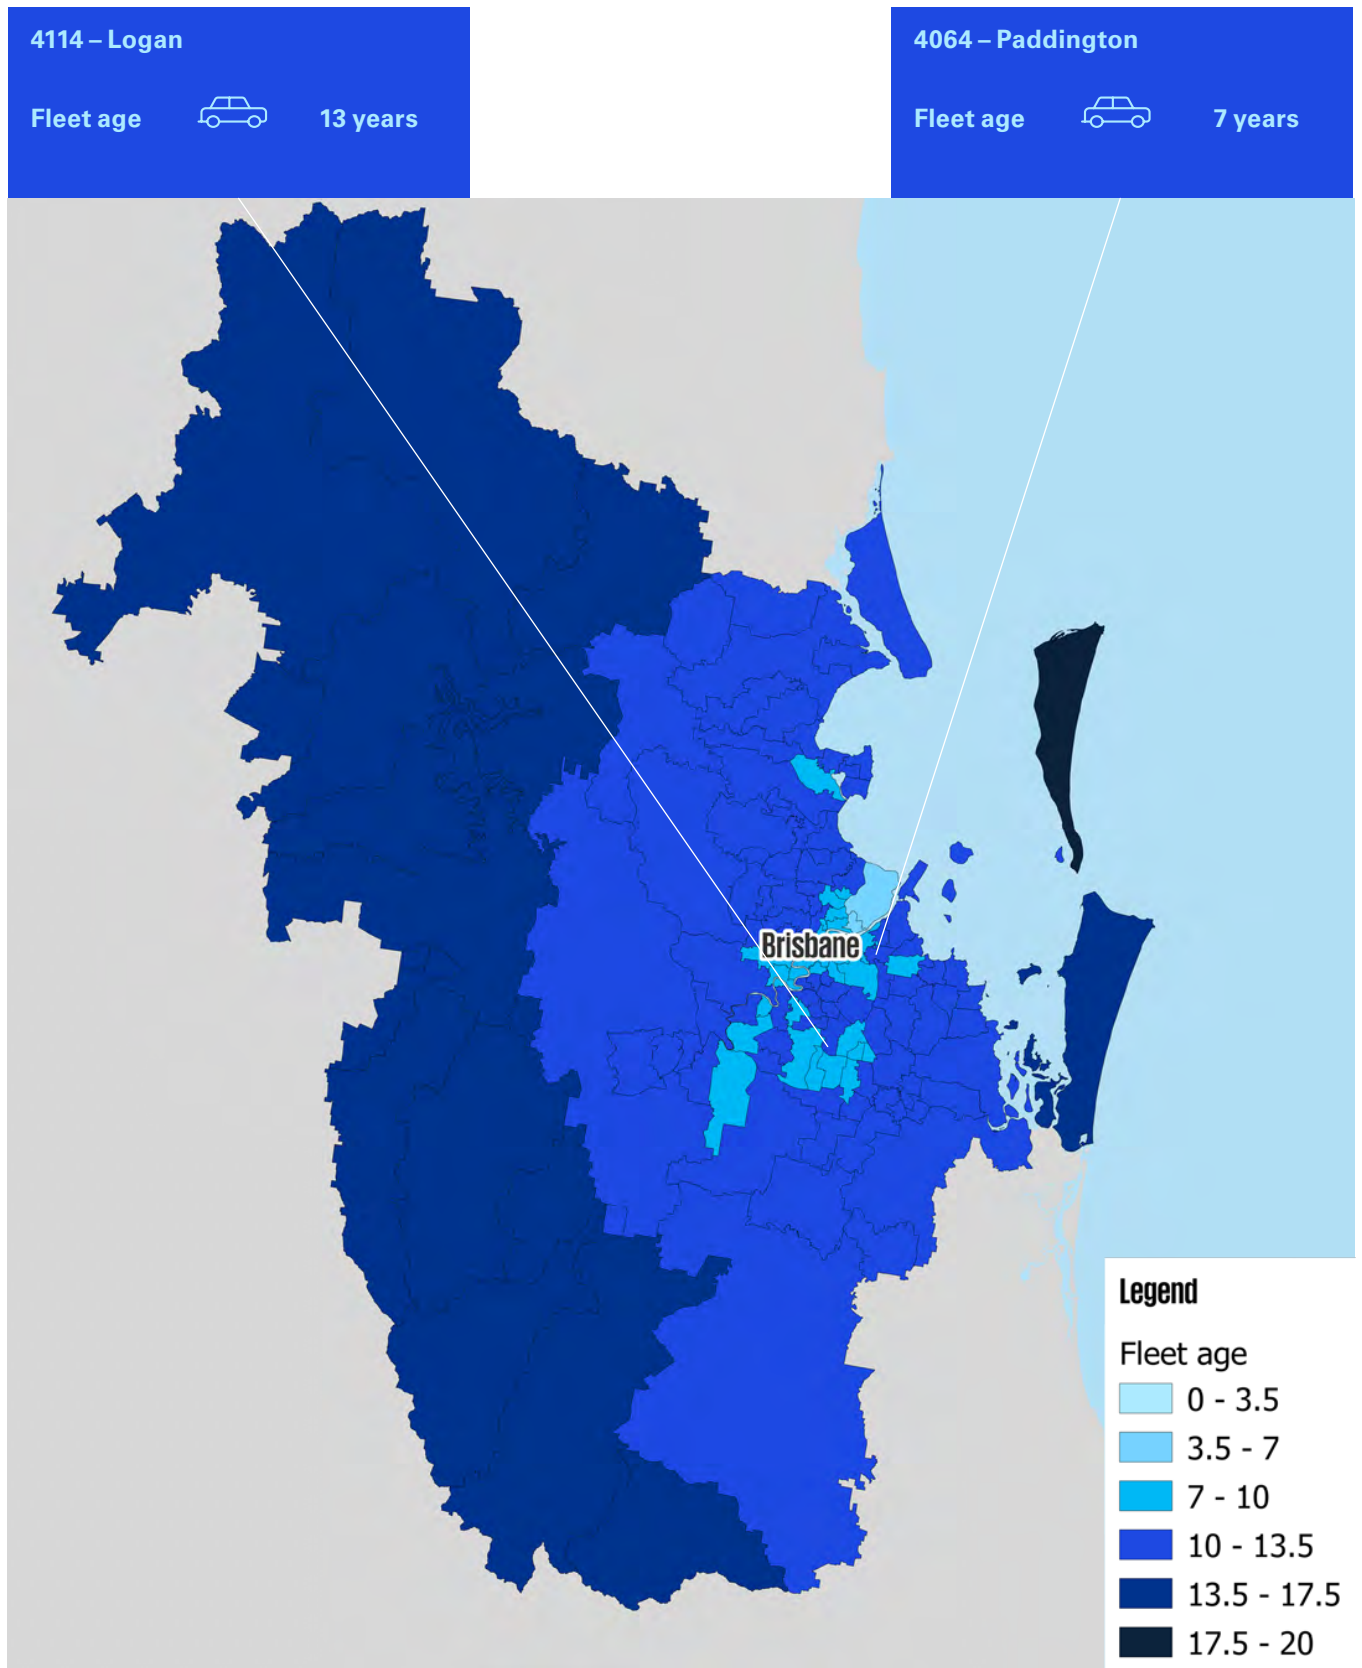 4114 – Logan
Fleet age 13 years
4064 – Paddington
Fleet age 7 years
Brisbane
Legend
Fleet age
0 - 3.5
3.5 - 7
7 - 10
10 - 13.5
13.5 - 17.5
17.5 - 20